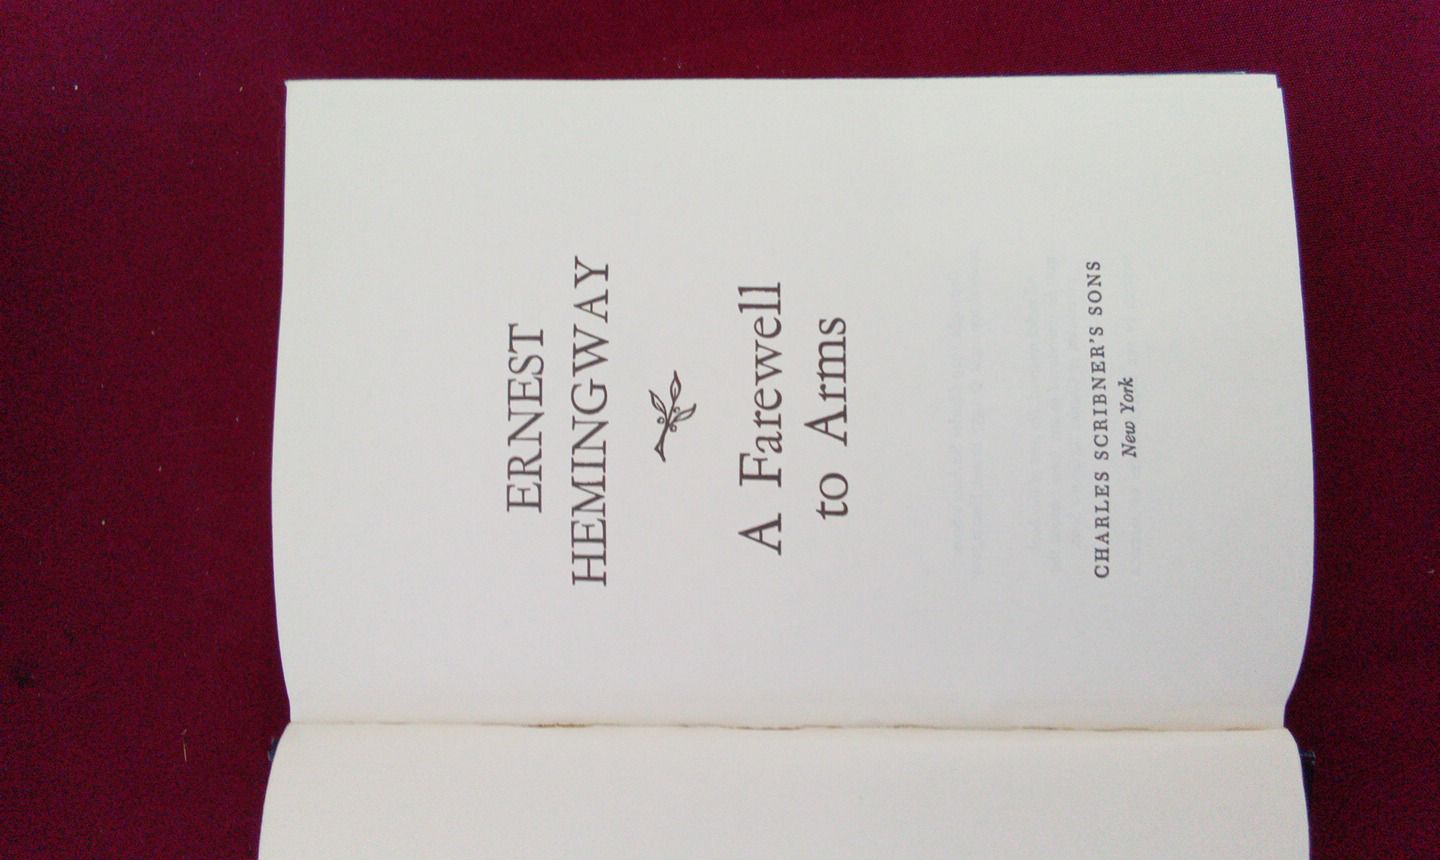 ERNEST
HEMINGWAY
A Farewell
to Arms
CHARLES SCRIBNER'S SONS
New York